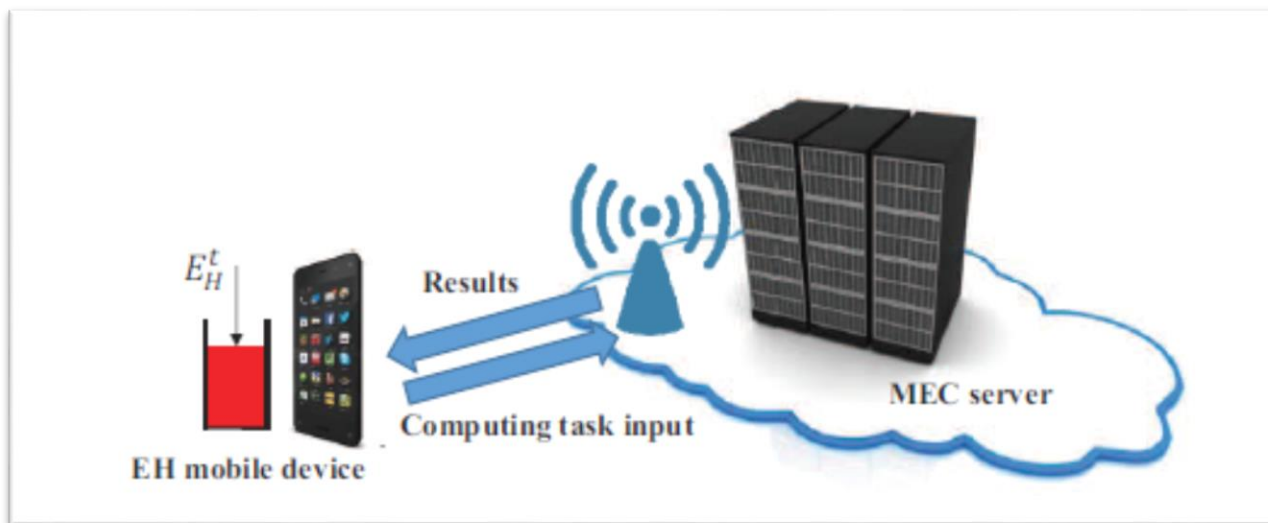 E_H^t
Results
MEC server
Computing task input
EH mobile device